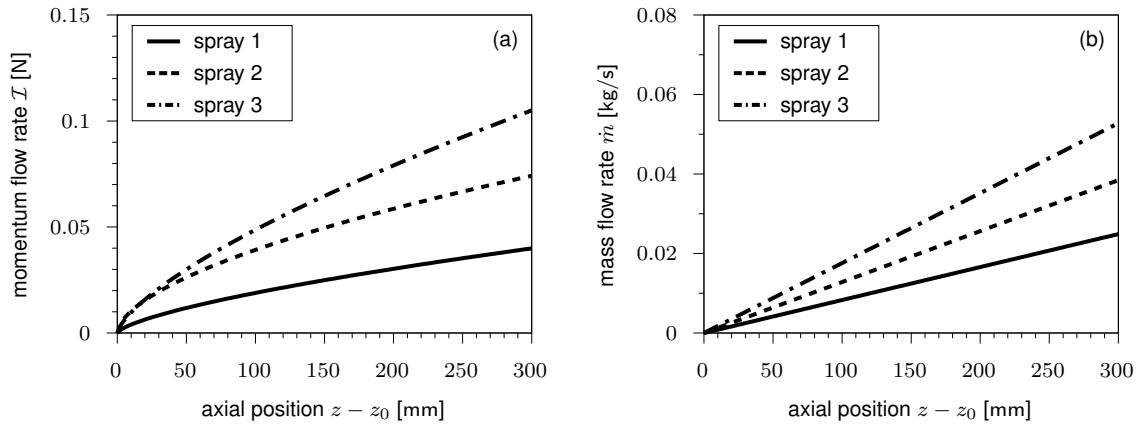 0.15
0.1
0.05
0
momentum flow rate ℐ [N]
spray 1
spray 2
spray 3
(a)
0 50 100 150 200 250 300
axial position z − z₀ [mm]
0.08
0.06
0.04
0.02
0
mass flow rate ṁ [kg/s]
spray 1
spray 2
spray 3
(b)
0 50 100 150 200 250 300
axial position z − z₀ [mm]